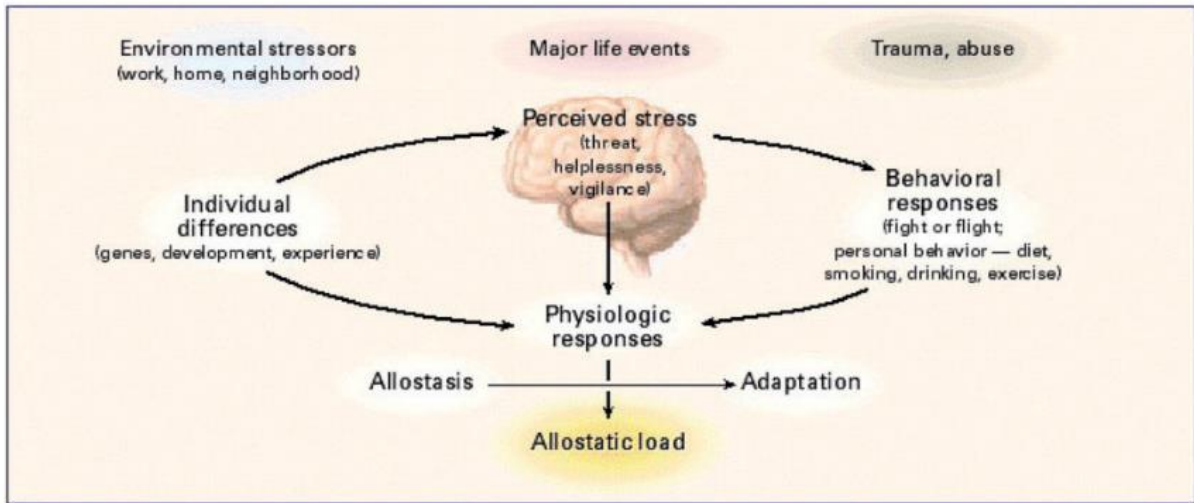 Environmental stressors
(work, home, neighborhood)
Major life events
Trauma, abuse
Perceived stress
(threat,
helplessness,
vigilance)
Individual
differences
(genes, development, experience)
Behavioral
responses
(fight or flight;
personal behavior — diet,
smoking, drinking, exercise)
Physiologic
responses
Allostasis
Adaptation
Allostatic load